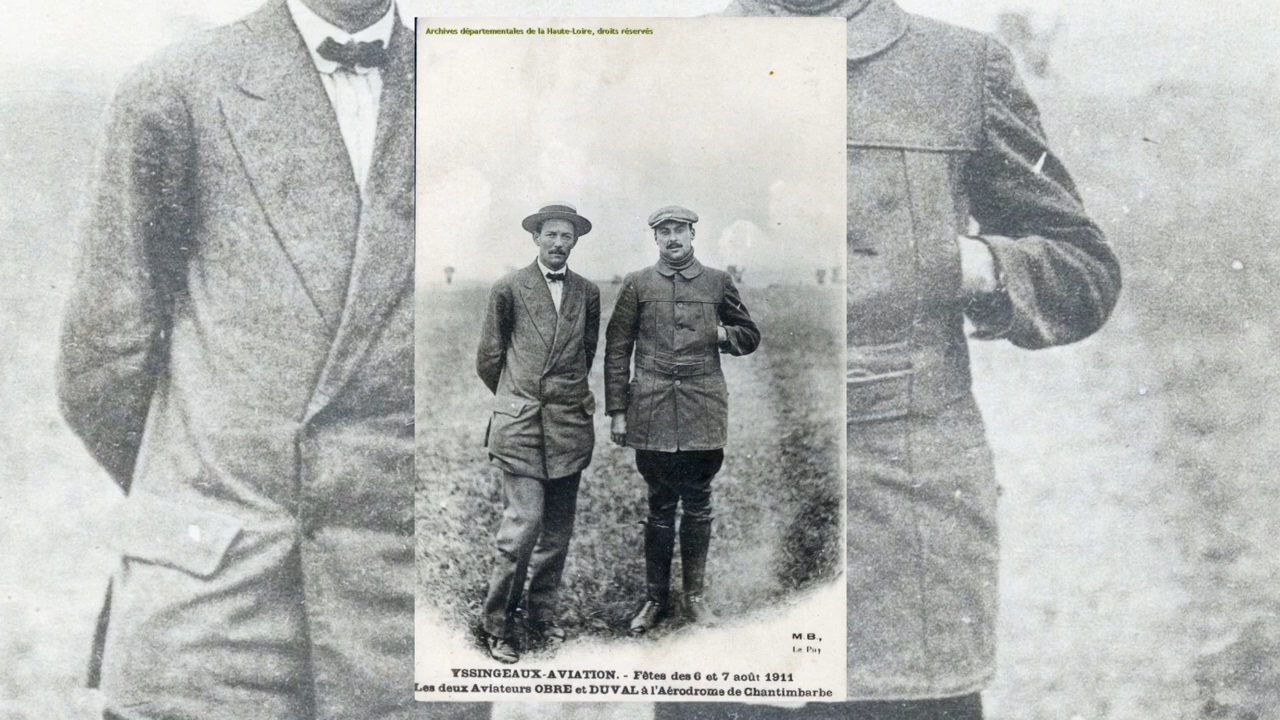 Archives départementales de la Haute-Loire, droits réservés
M. B.,
Le Puy
YSSINGEAUX-AVIATION. - Fêtes des 6 et 7 août 1911
Les deux Aviateurs OBRE et DUVAL à l'Aérodrome de Chantimbarbe